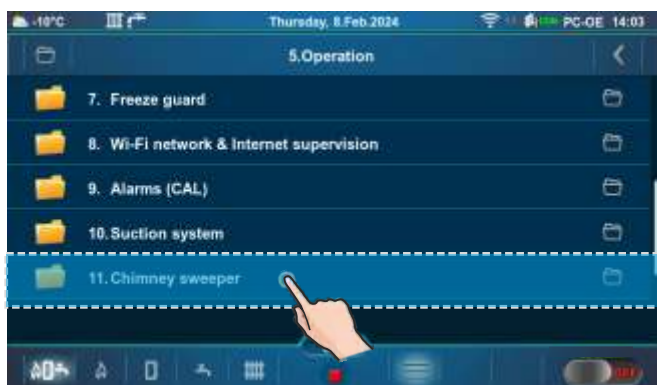 -10°C Thursday, 8.Feb.2024 PC-OE 14:03
5.Operation
7. Freeze guard
8. Wi-Fi network & Internet supervision
9. Alarms (CAL)
10.Suction system
11.Chimney sweeper
OFF